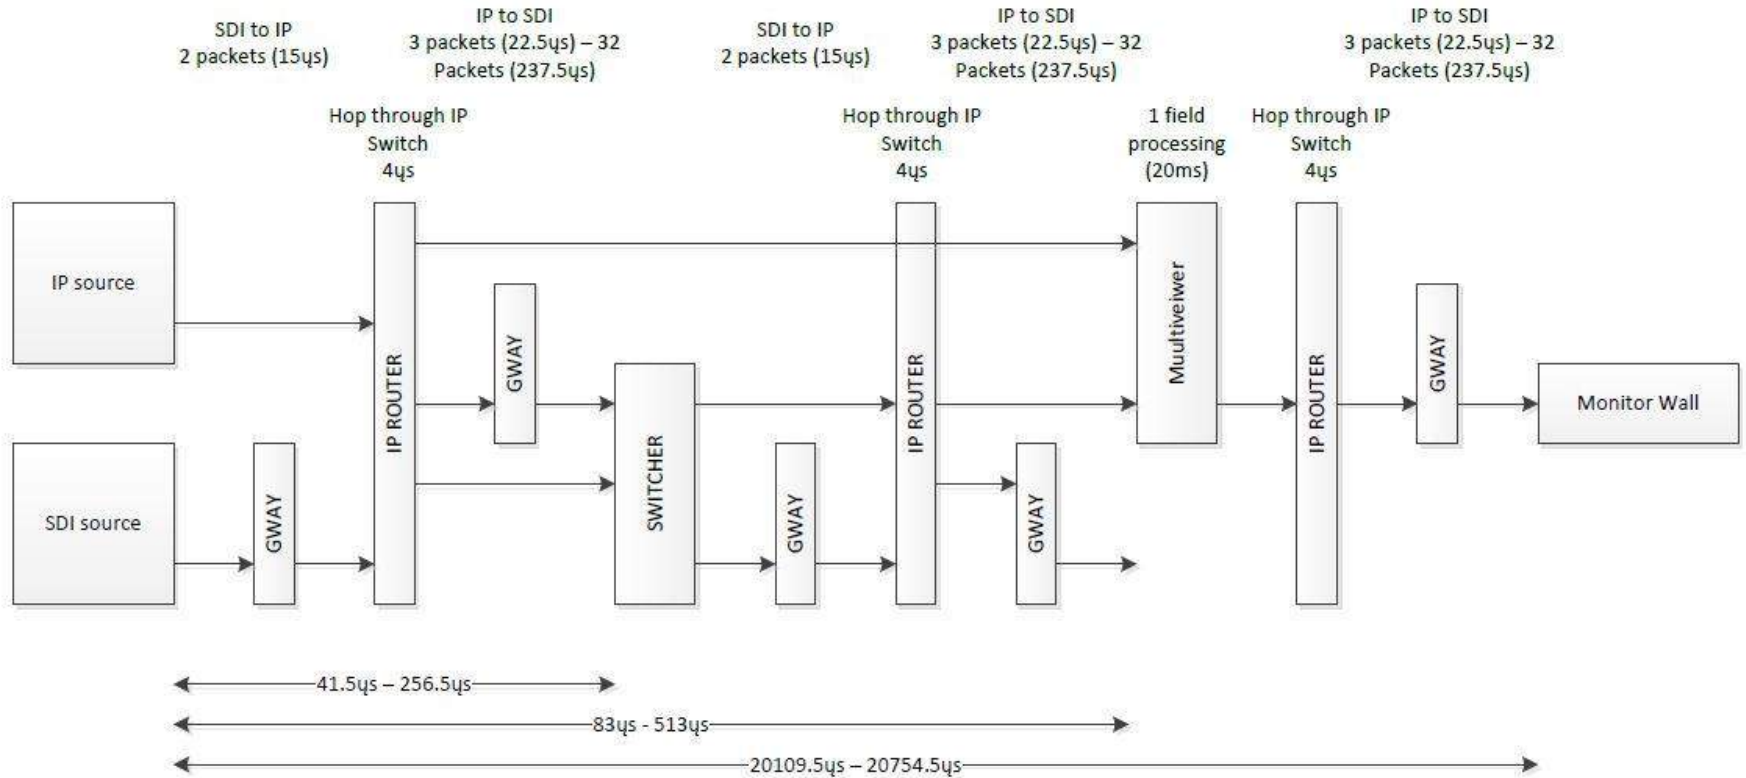 SDI to IP
2 packets (15ųs)
IP to SDI
3 packets (22.5ųs) – 32
Packets (237.5ųs)
SDI to IP
2 packets (15ųs)
IP to SDI
3 packets (22.5ųs) – 32
Packets (237.5ųs)
IP to SDI
3 packets (22.5ųs) – 32
Packets (237.5ųs)
Hop through IP
Switch
4ųs
Hop through IP
Switch
4ųs
1 field
processing
(20ms)
Hop through IP
Switch
4ųs
IP source
SDI source
GWAY
IP ROUTER
GWAY
SWITCHER
GWAY
IP ROUTER
GWAY
Muultiveiwer
IP ROUTER
GWAY
Monitor Wall
41.5ųs – 256.5ųs
83ųs - 513ųs
20109.5ųs – 20754.5ųs